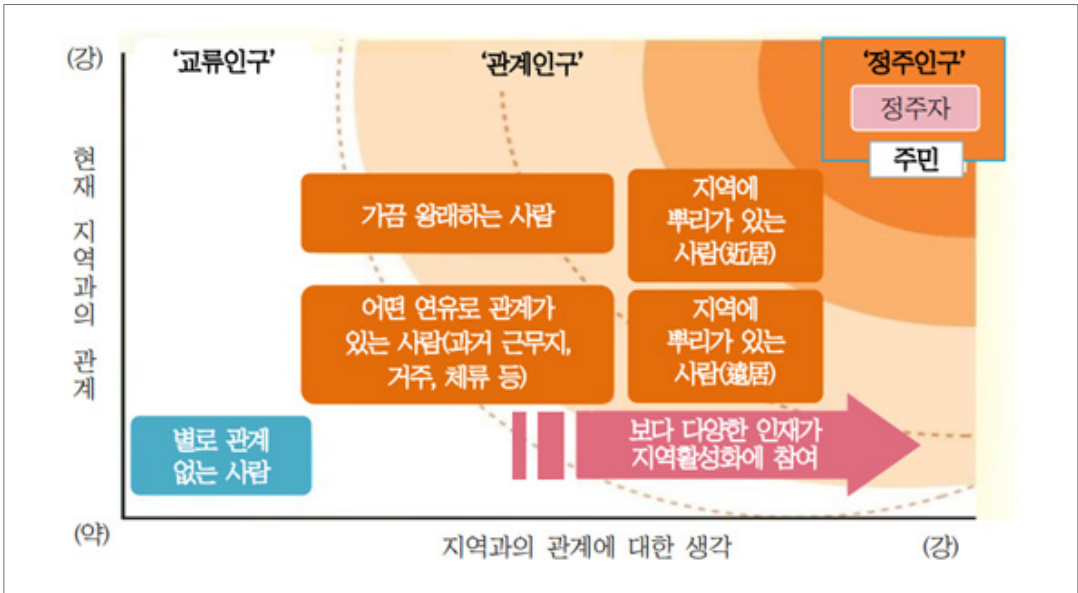 (강)
'교류인구'
'관계인구'
'정주인구'
정주자
주민
현재 지역과의 관계
가끔 왕래하는 사람
지역에
뿌리가 있는
사람(近居)
어떤 연유로 관계가
있는 사람(과거 근무지,
거주, 체류 등)
지역에
뿌리가 있는
사람(遠居)
별로 관계
없는 사람
보다 다양한 인재가
지역활성화에 참여
(약)
지역과의 관계에 대한 생각
(강)